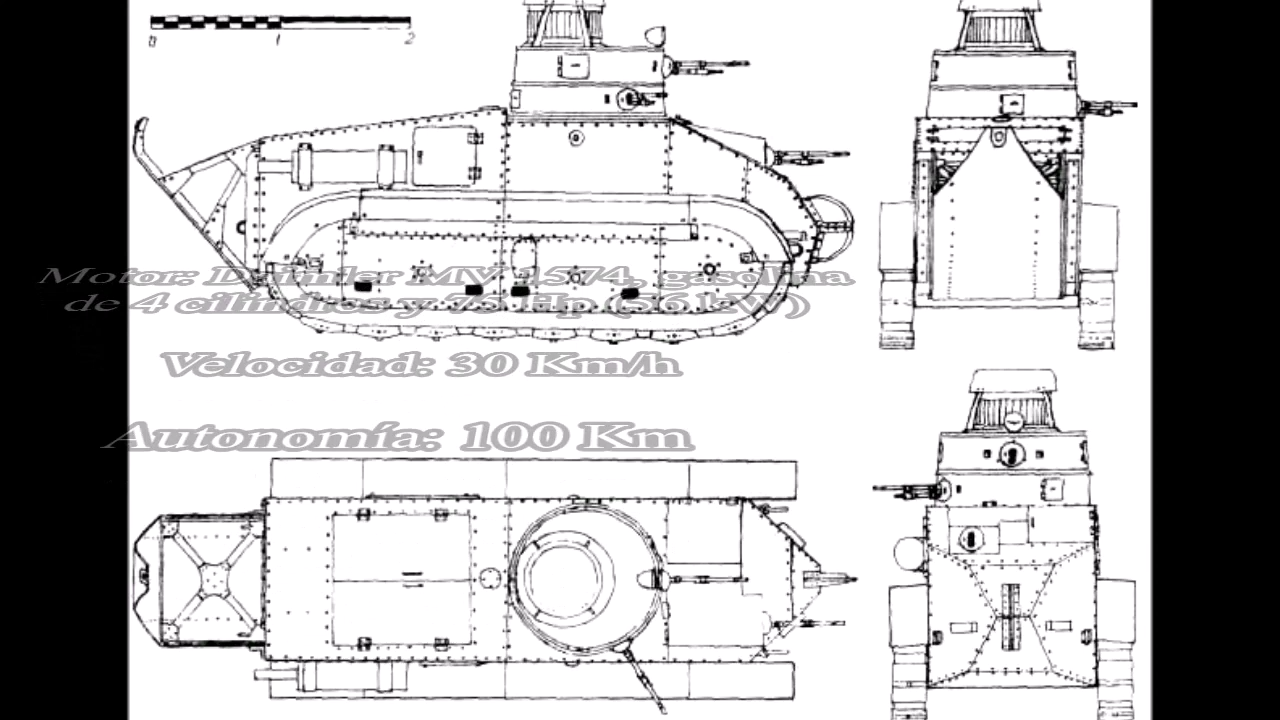 0 1 2
Motor: Daimler MV 1574, gasolina
de 4 cilindros y 75 Hp (56 kW)
Velocidad: 30 Km/h
Autonomía: 100 Km